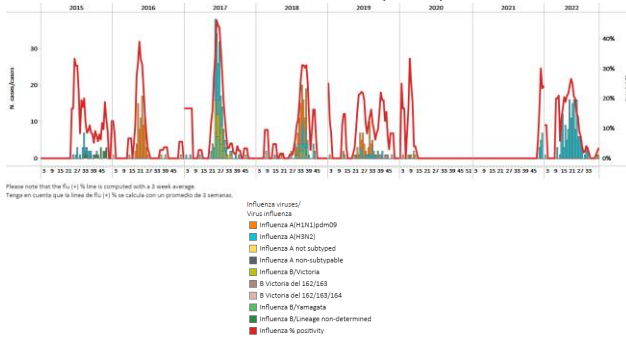 2015 2016 2017 2018 2019 2020 2021 2022
30
20
10
0
N. cases/casos
40%
30%
20%
10%
0%
3 9 15 21 27 33 39 45 3 9 15 21 27 33 39 45 3 9 15 21 27 33 39 45 3 9 15 21 27 33 39 45 3 9 15 21 27 33 39 45 3 9 15 21 27 33 39 45 51 3 9 15 21 27 33 39 45 3 9 15 21 27 33
Please note that the flu (+) % line is computed with a 3 week average.
Tenga en cuenta que la linea de flu (+) % se calcula con un promedio de 3 semanas.
Influenza viruses/
Virus influenza
Influenza A(H1N1)pdm09
Influenza A(H3N2)
Influenza A not subtyped
Influenza A non-subtypable
Influenza B/Victoria
B Victoria del 162/163
B Victoria del 162/163/164
Influenza B/Yamagata
Influenza B/Lineage non-determined
Influenza % positivity